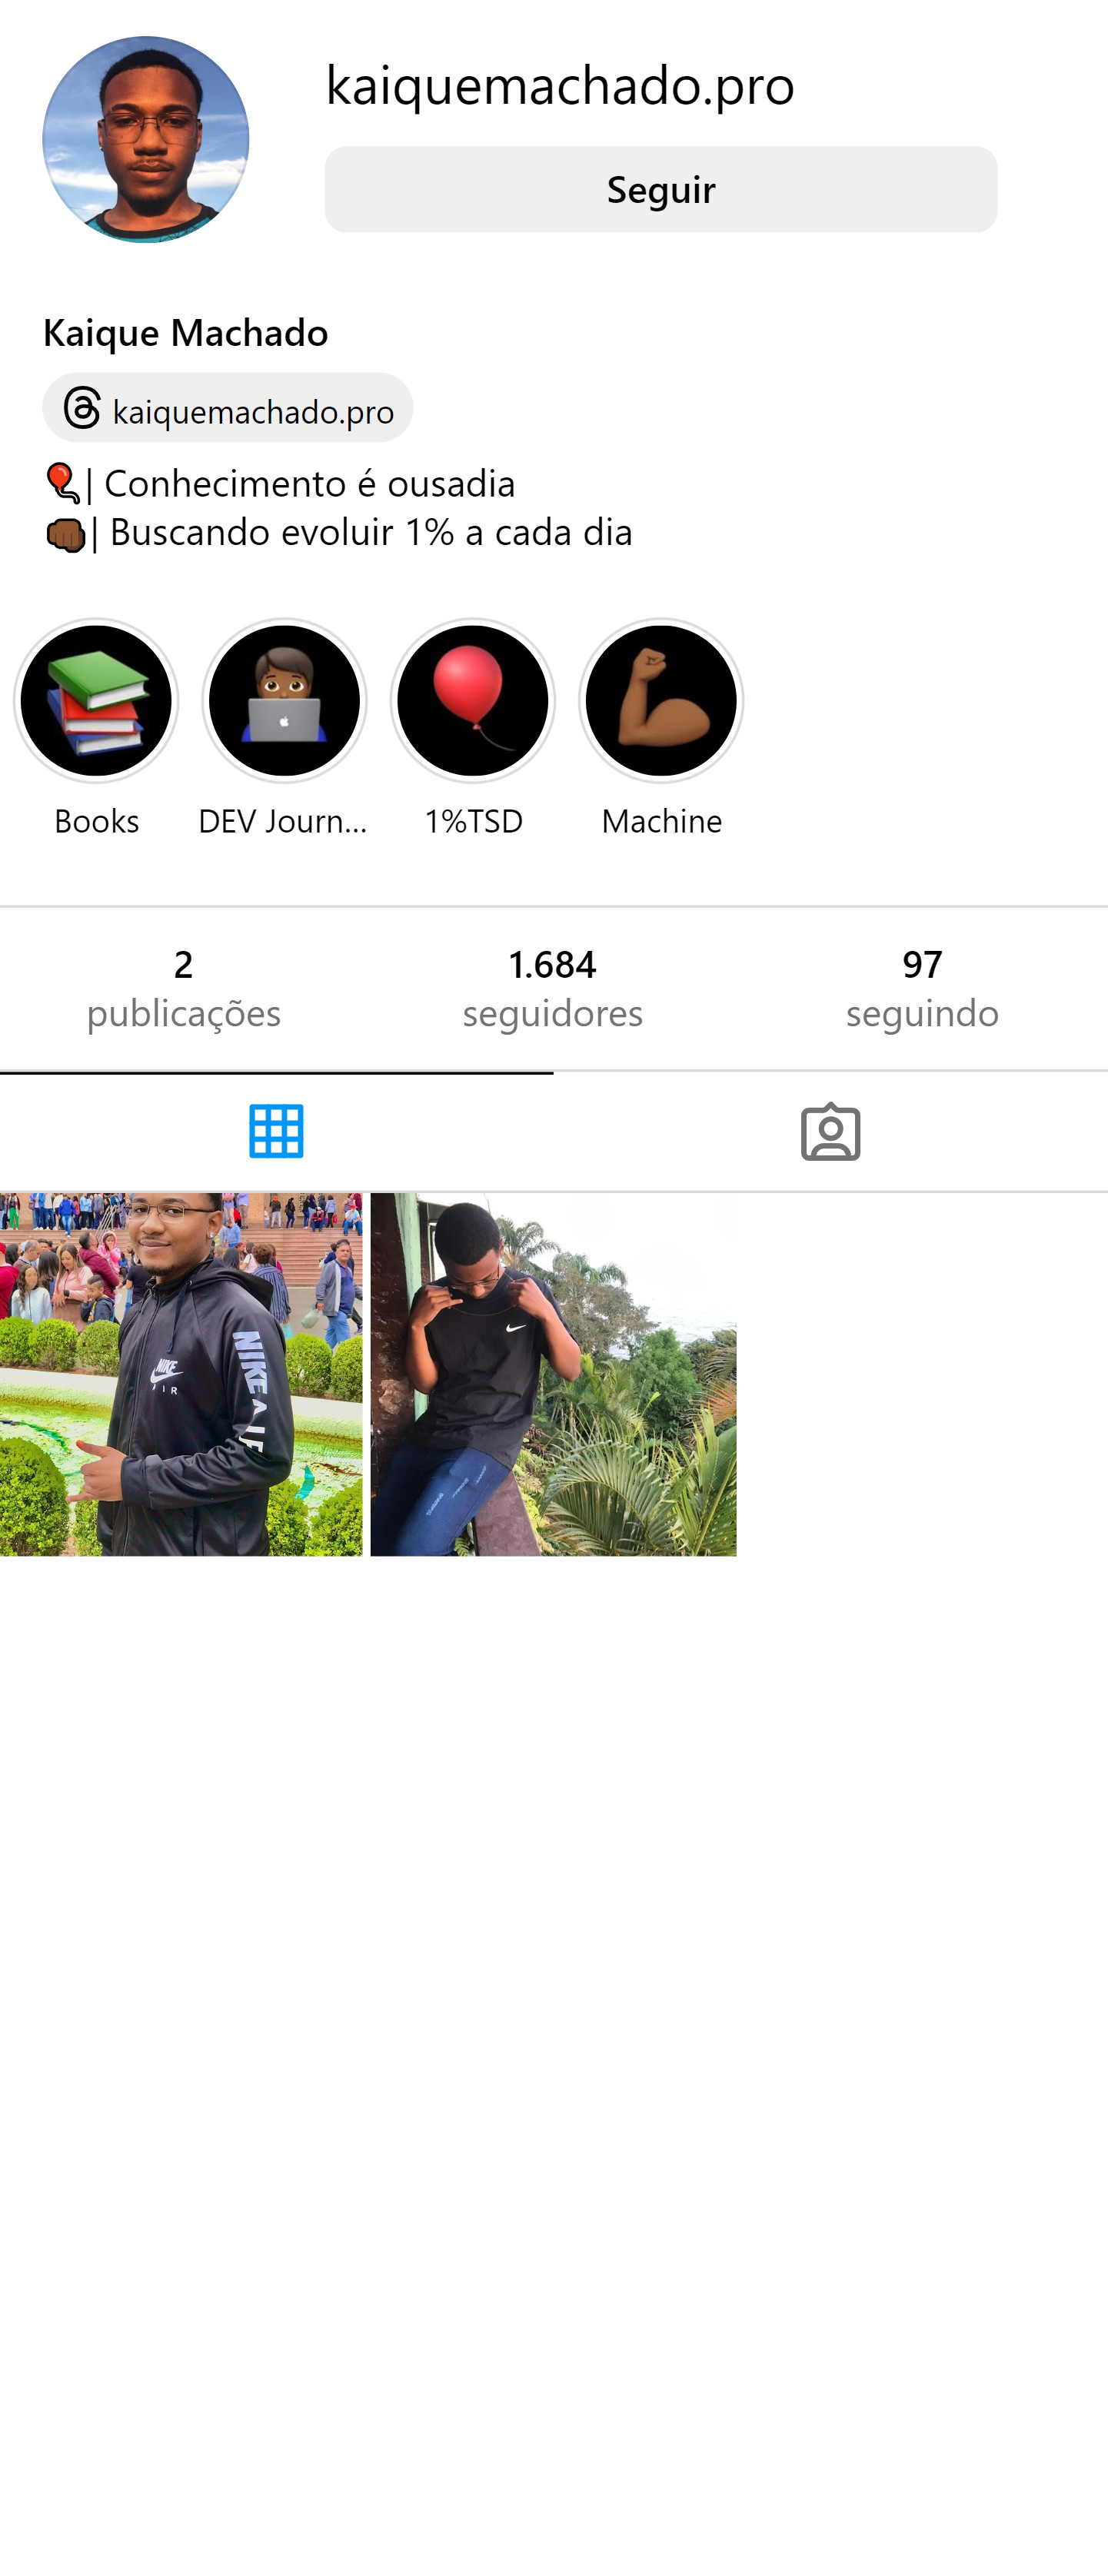 kaiquemachado.pro
Seguir
Kaique Machado
kaiquemachado.pro
🎈| Conhecimento é ousadia
👊🏾| Buscando evoluir 1% a cada dia
Books DEV Journ... 1%TSD Machine
2 1.684 97
publicações seguidores seguindo
NIKE AIR
NIKE AIR